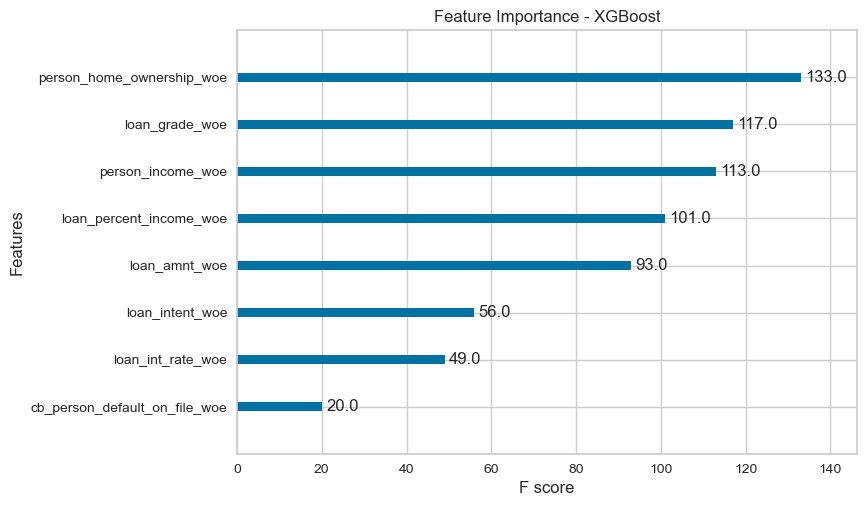 Feature Importance - XGBoost
Features
person_home_ownership_woe 133.0
loan_grade_woe 117.0
person_income_woe 113.0
loan_percent_income_woe 101.0
loan_amnt_woe 93.0
loan_intent_woe 56.0
loan_int_rate_woe 49.0
cb_person_default_on_file_woe 20.0
0 20 40 60 80 100 120 140
F score